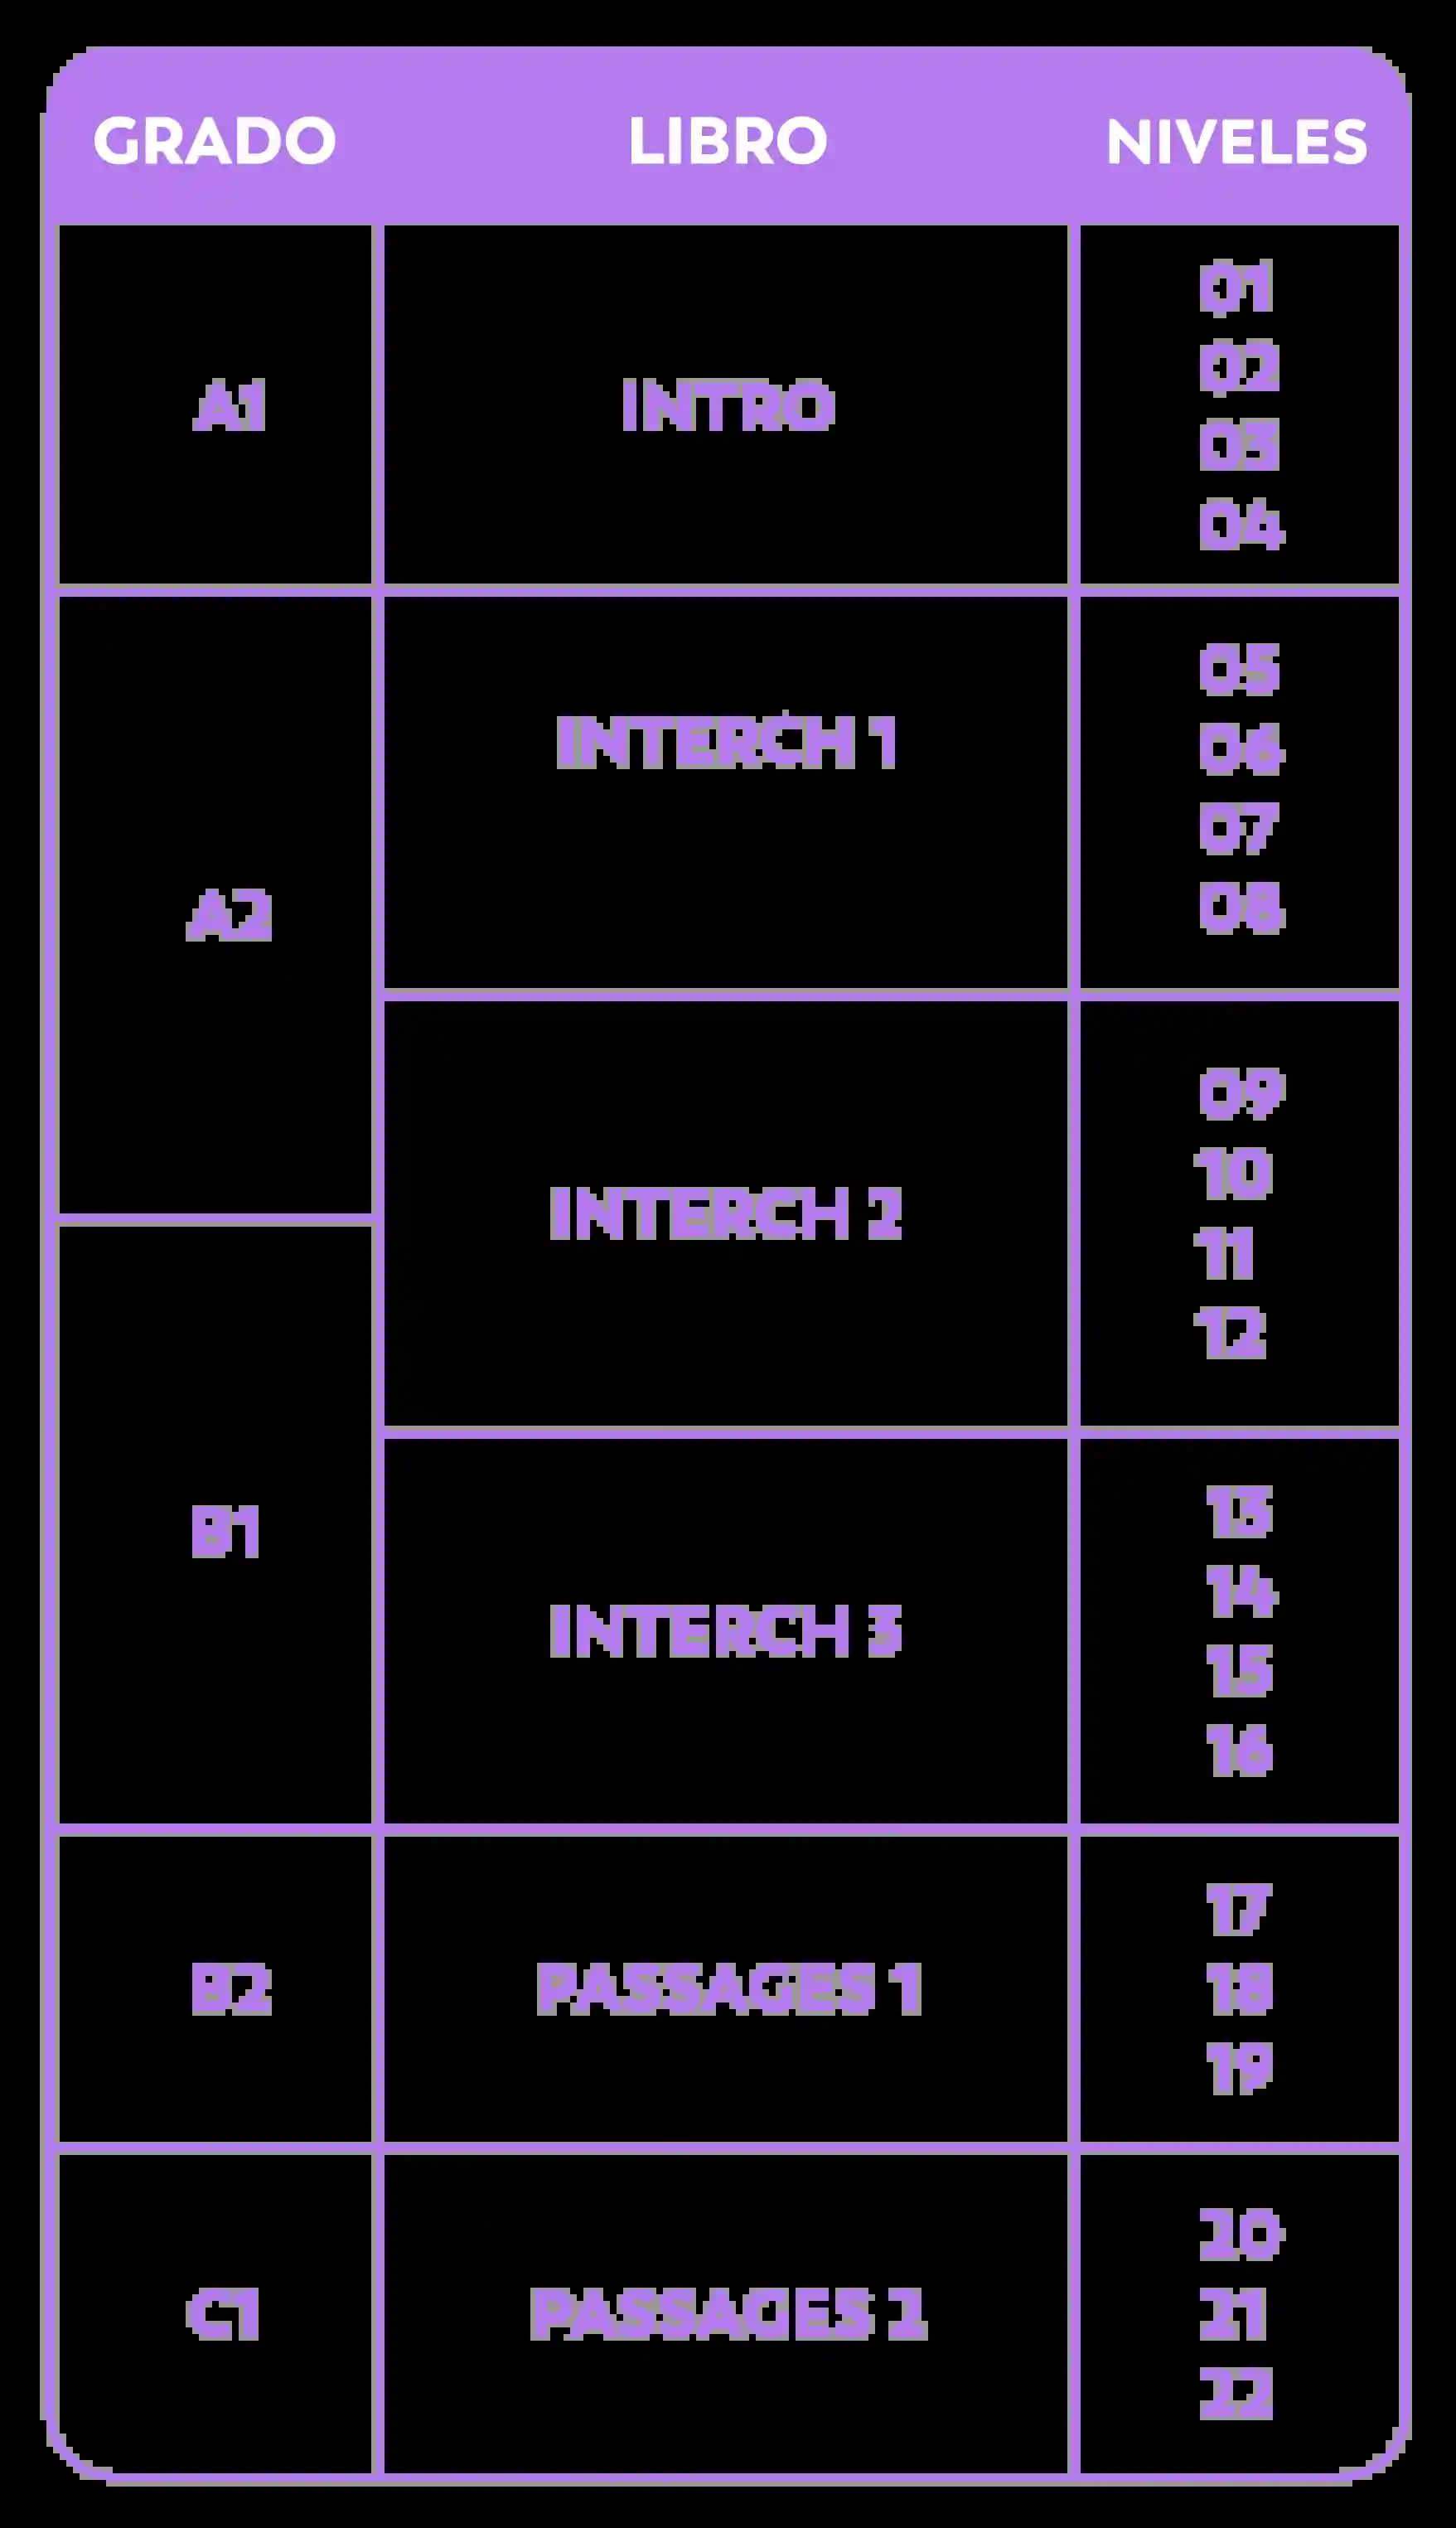 GRADO LIBRO NIVELES
A1 INTRO
01
02
03
04
A2
INTERCH 1
05
06
07
08
INTERCH 2
09
10
11
12
B1
INTERCH 3
13
14
15
16
B2 PASSAGES 1
17
18
19
C1 PASSAGES 2
20
21
22